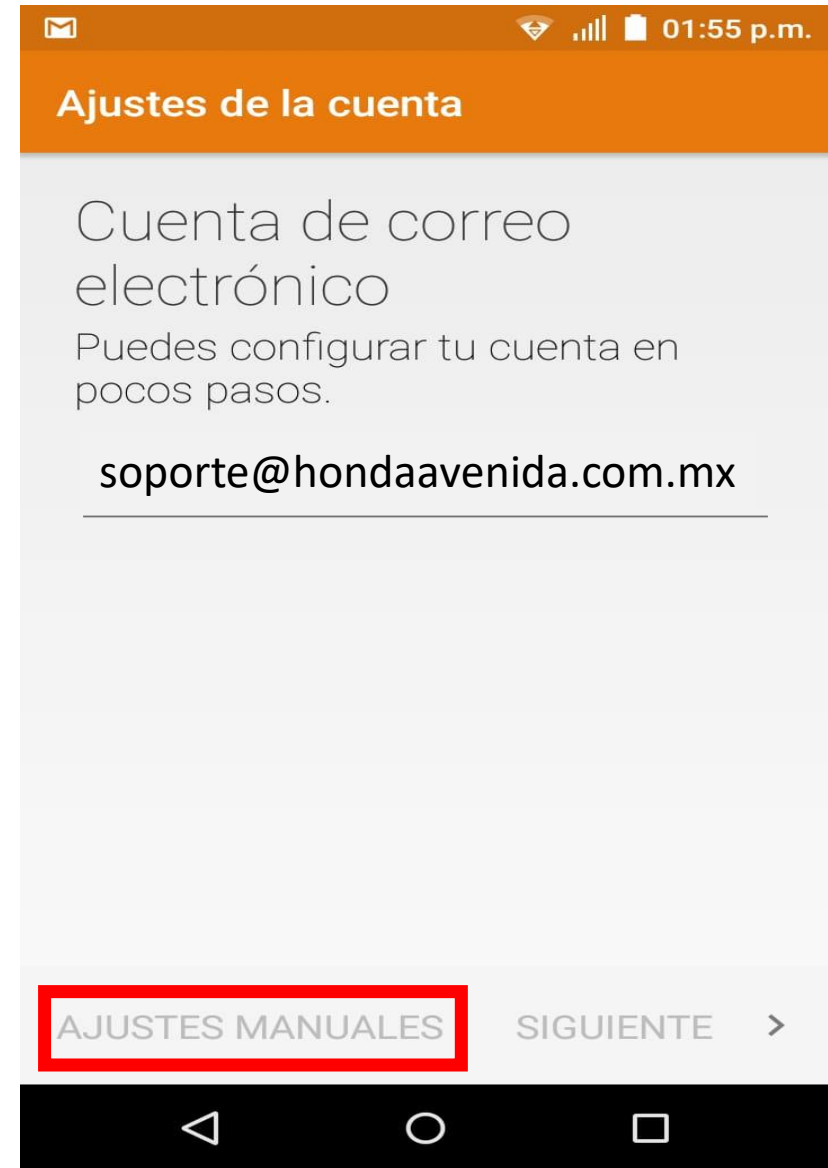 01:55 p.m.
Ajustes de la cuenta
Cuenta de correo
electrónico
Puedes configurar tu cuenta en
pocos pasos.
soporte@hondaavenida.com.mx
AJUSTES MANUALES SIGUIENTE >